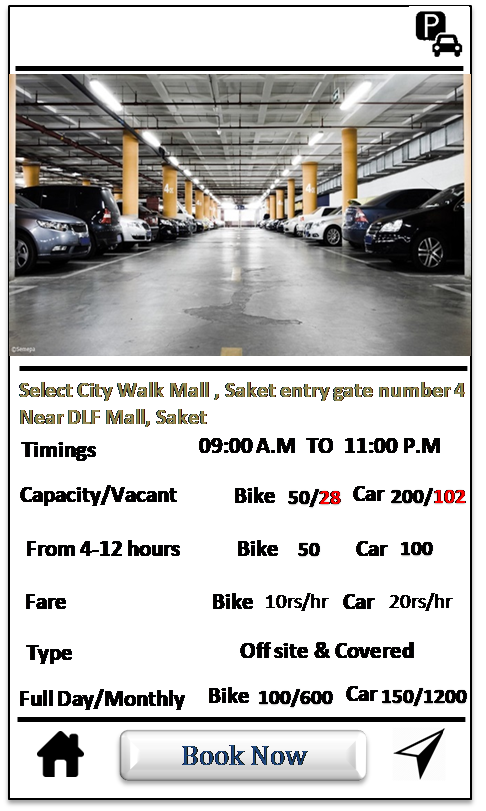 P
©Semepa
Select City Walk Mall , Saket entry gate number 4
Near DLF Mall, Saket
Timings 09:00 A.M TO 11:00 P.M
Capacity/Vacant Bike 50/28 Car 200/102
From 4-12 hours Bike 50 Car 100
Fare Bike 10rs/hr Car 20rs/hr
Type Off site & Covered
Full Day/Monthly Bike 100/600 Car 150/1200
Book Now